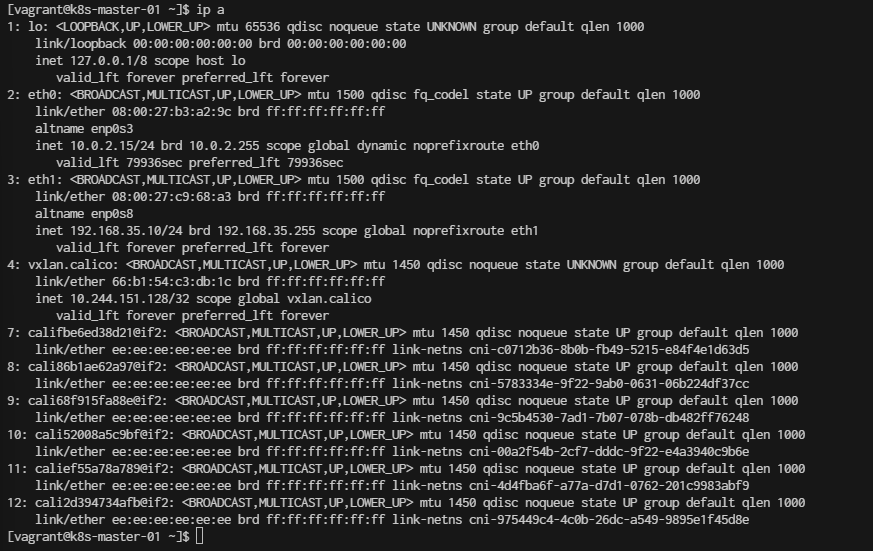 [vagrant@k8s-master-01 ~]$ ip a
1: lo: <LOOPBACK,UP,LOWER_UP> mtu 65536 qdisc noqueue state UNKNOWN group default qlen 1000
    link/loopback 00:00:00:00:00:00 brd 00:00:00:00:00:00
    inet 127.0.0.1/8 scope host lo
       valid_lft forever preferred_lft forever
2: eth0: <BROADCAST,MULTICAST,UP,LOWER_UP> mtu 1500 qdisc fq_codel state UP group default qlen 1000
    link/ether 08:00:27:b3:a2:9c brd ff:ff:ff:ff:ff:ff
    altname enp0s3
    inet 10.0.2.15/24 brd 10.0.2.255 scope global dynamic noprefixroute eth0
       valid_lft 79936sec preferred_lft 79936sec
3: eth1: <BROADCAST,MULTICAST,UP,LOWER_UP> mtu 1500 qdisc fq_codel state UP group default qlen 1000
    link/ether 08:00:27:c9:68:a3 brd ff:ff:ff:ff:ff:ff
    altname enp0s8
    inet 192.168.35.10/24 brd 192.168.35.255 scope global noprefixroute eth1
       valid_lft forever preferred_lft forever
4: vxlan.calico: <BROADCAST,MULTICAST,UP,LOWER_UP> mtu 1450 qdisc noqueue state UNKNOWN group default qlen 1000
    link/ether 66:b1:54:c3:db:1c brd ff:ff:ff:ff:ff:ff
    inet 10.244.151.128/32 scope global vxlan.calico
       valid_lft forever preferred_lft forever
7: califbe6ed38d21@if2: <BROADCAST,MULTICAST,UP,LOWER_UP> mtu 1450 qdisc noqueue state UP group default qlen 1000
    link/ether ee:ee:ee:ee:ee:ee brd ff:ff:ff:ff:ff:ff link-netns cni-c0712b36-8b0b-fb49-5215-e84f4e1d63d5
8: cali86b1ae62a97@if2: <BROADCAST,MULTICAST,UP,LOWER_UP> mtu 1450 qdisc noqueue state UP group default qlen 1000
    link/ether ee:ee:ee:ee:ee:ee brd ff:ff:ff:ff:ff:ff link-netns cni-5783334e-9f22-9ab0-0631-06b224df37cc
9: cali68f915fa88e@if2: <BROADCAST,MULTICAST,UP,LOWER_UP> mtu 1450 qdisc noqueue state UP group default qlen 1000
    link/ether ee:ee:ee:ee:ee:ee brd ff:ff:ff:ff:ff:ff link-netns cni-9c5b4530-7ad1-7b07-078b-db482ff76248
10: cali52008a5c9bf@if2: <BROADCAST,MULTICAST,UP,LOWER_UP> mtu 1450 qdisc noqueue state UP group default qlen 1000
    link/ether ee:ee:ee:ee:ee:ee brd ff:ff:ff:ff:ff:ff link-netns cni-00a2f54b-2cf7-dddc-9f22-e4a3940c9b6e
11: calief55a78a789@if2: <BROADCAST,MULTICAST,UP,LOWER_UP> mtu 1450 qdisc noqueue state UP group default qlen 1000
    link/ether ee:ee:ee:ee:ee:ee brd ff:ff:ff:ff:ff:ff link-netns cni-4d4fba6f-a77a-d7d1-0762-201c9983abf9
12: cali2d394734afb@if2: <BROADCAST,MULTICAST,UP,LOWER_UP> mtu 1450 qdisc noqueue state UP group default qlen 1000
    link/ether ee:ee:ee:ee:ee:ee brd ff:ff:ff:ff:ff:ff link-netns cni-975449c4-4c0b-26dc-a549-9895e1f45d8e
[vagrant@k8s-master-01 ~]$